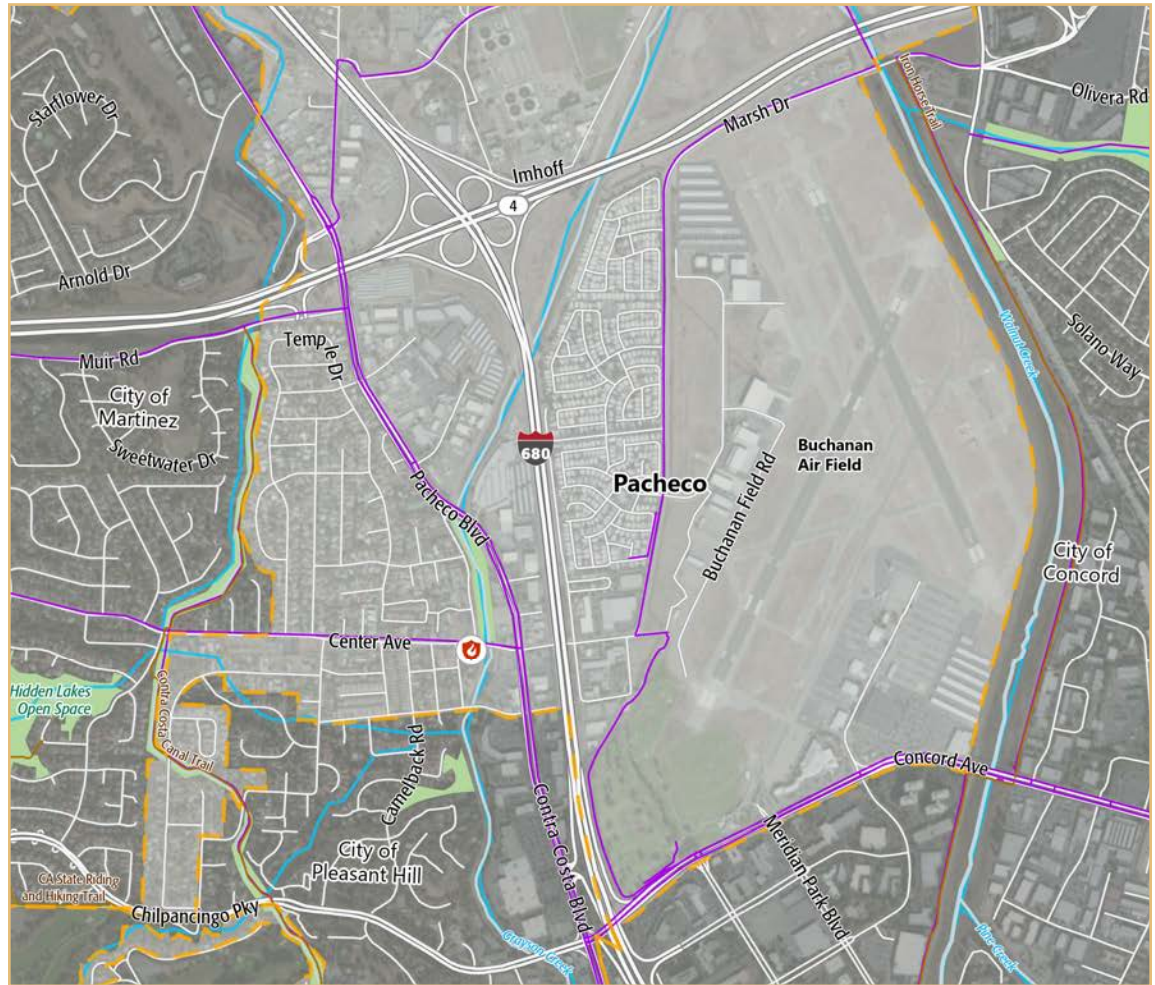 Starflower Dr
Iron Horse Trail
Olivera Rd
Marsh Dr
Imhoff
4
Arnold Dr
Muir Rd
Temple Dr
Walnut Creek
Solano Way
City of
Martinez
Sweetwater Dr
680
Pacheco Blvd
Pacheco
Buchanan
Air Field
Buchanan Field Rd
City of
Concord
Center Ave
Hidden Lakes
Open Space
Contra Costa
Canal Trail
Camelback Rd
Concord Ave
Contra Costa Blvd
Meridian Park Blvd
City of
Pleasant Hill
CA State Riding
and Hiking Trail
Chilpancingo Pky
Grayson Creek
Pine Creek